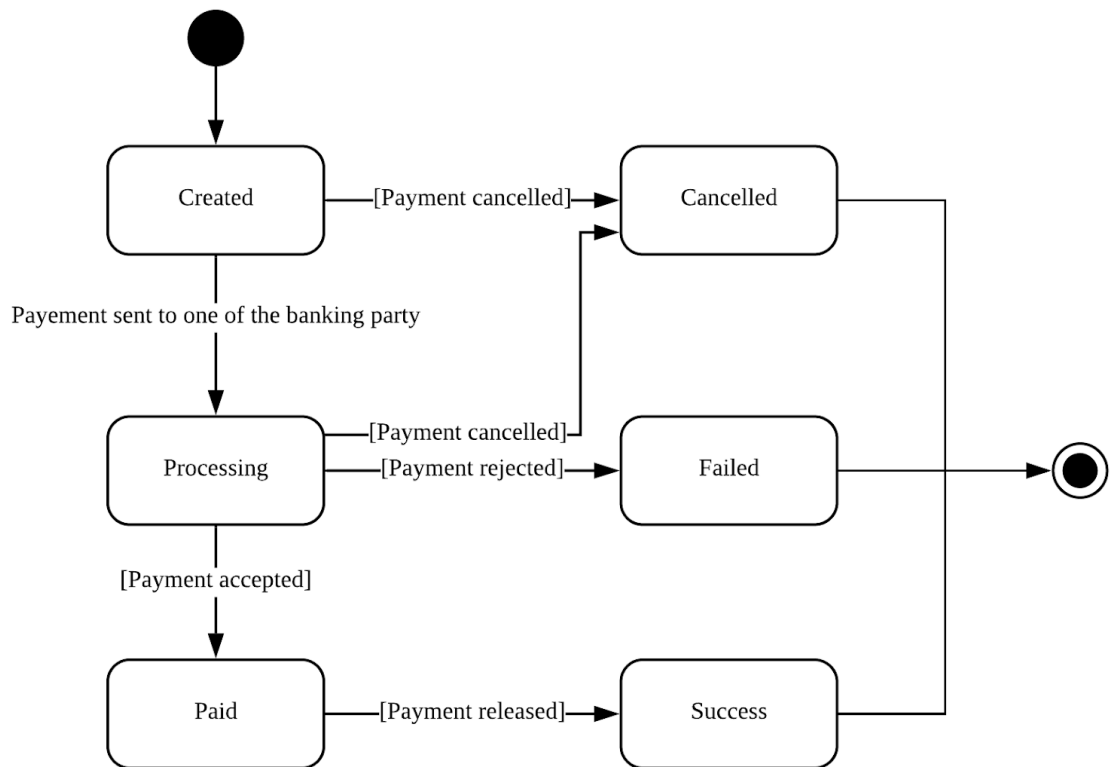 Created
[Payment cancelled]
Cancelled
Payement sent to one of the banking party
[Payment cancelled]
Processing
[Payment rejected]
Failed
[Payment accepted]
Paid
[Payment released]
Success